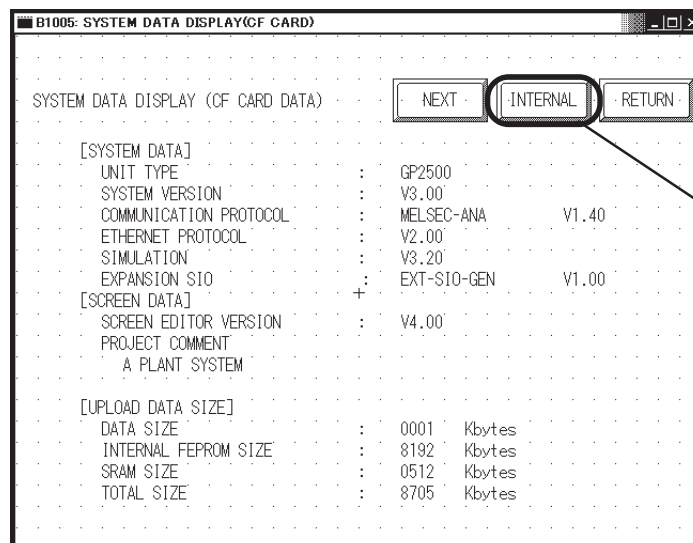 B1005: SYSTEM DATA DISPLAY(CF CARD)
SYSTEM DATA DISPLAY (CF CARD DATA) NEXT INTERNAL RETURN
[SYSTEM DATA]
UNIT TYPE : GP2500
SYSTEM VERSION : V3.00
COMMUNICATION PROTOCOL : MELSEC-ANA V1.40
ETHERNET PROTOCOL : V2.00
SIMULATION : V3.20
EXPANSION SIO : EXT-SIO-GEN V1.00
[SCREEN DATA]
SCREEN EDITOR VERSION : V4.00
PROJECT COMMENT
A PLANT SYSTEM
[UPLOAD DATA SIZE]
DATA SIZE : 0001 Kbytes
INTERNAL FEPROM SIZE : 8192 Kbytes
SRAM SIZE : 0512 Kbytes
TOTAL SIZE : 8705 Kbytes